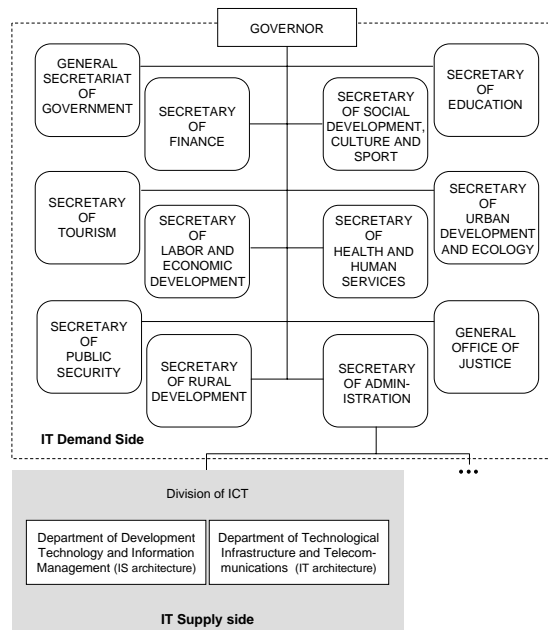 GOVERNOR
GENERAL
SECRETARIAT
OF
GOVERNMENT
SECRETARY
OF
FINANCE
SECRETARY
OF SOCIAL
DEVELOPMENT,
CULTURE AND
SPORT
SECRETARY
OF
EDUCATION
SECRETARY
OF
TOURISM
SECRETARY
OF
LABOR AND
ECONOMIC
DEVELOPMENT
SECRETARY
OF
HEALTH AND
HUMAN
SERVICES
SECRETARY
OF
URBAN
DEVELOPMENT
AND ECOLOGY
SECRETARY
OF
PUBLIC
SECURITY
SECRETARY
OF RURAL
DEVELOPMENT
SECRETARY
OF ADMIN-
ISTRATION
GENERAL
OFFICE OF
JUSTICE
IT Demand Side
...
Division of ICT
Department of Development
Technology and Information
Management (IS architecture)
Department of Technological
Infrastructure and Telecom-
munications (IT architecture)
IT Supply side